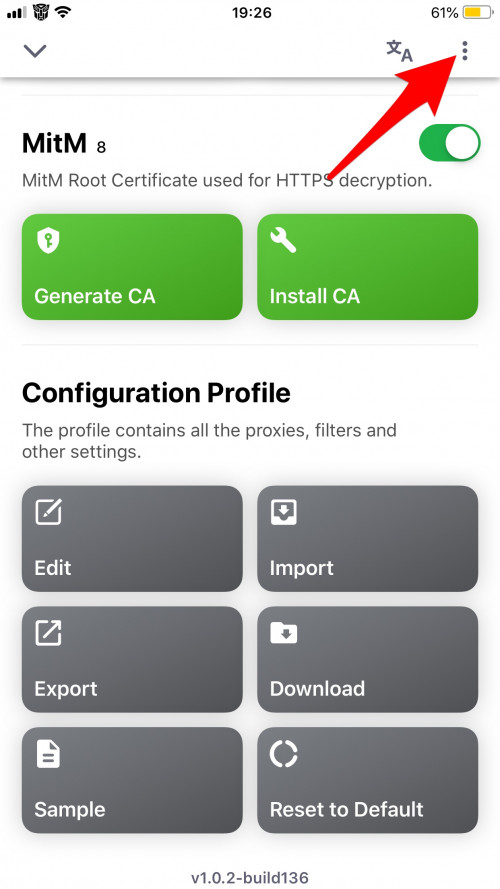 19:26
61%
文A
MitM 8
MitM Root Certificate used for HTTPS decryption.
Generate CA
Install CA
Configuration Profile
The profile contains all the proxies, filters and
other settings.
Edit
Import
Export
Download
Sample
Reset to Default
v1.0.2-build136